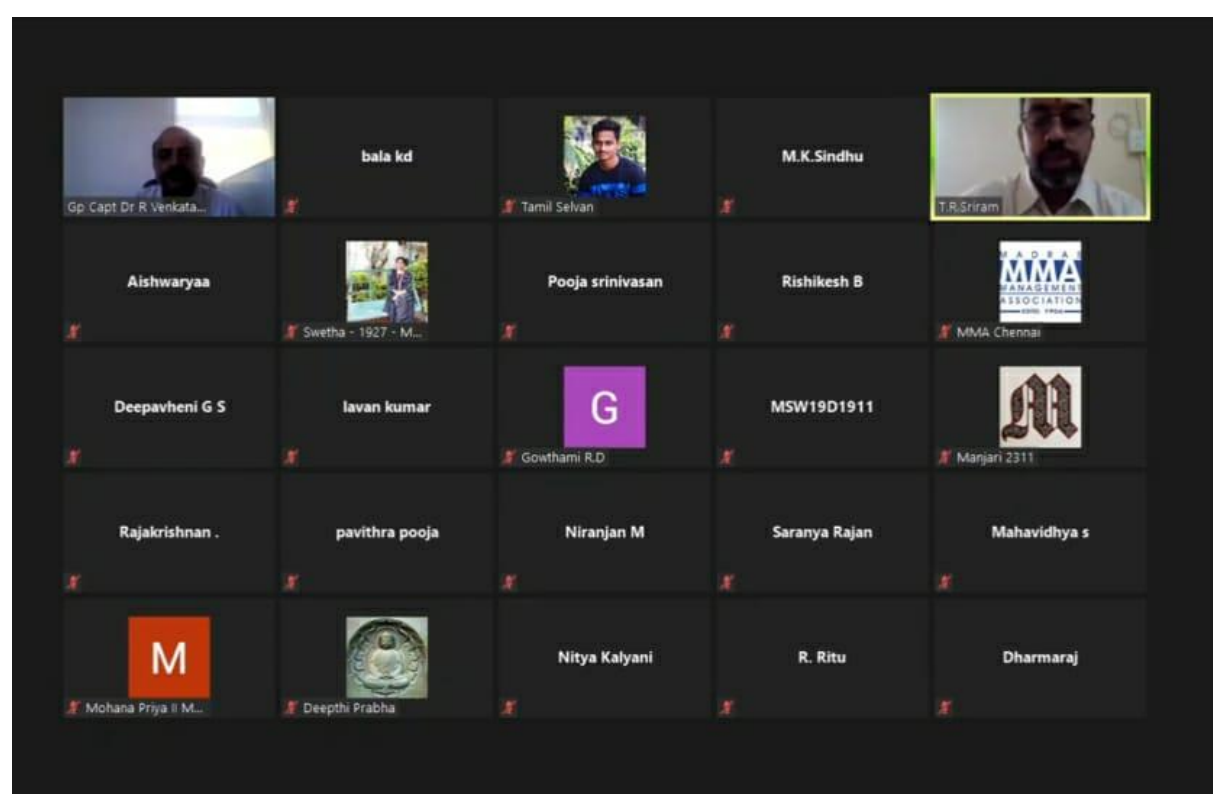 Gp Capt Dr R Venkata...
bala kd
Tamil Selvan
M.K.Sindhu
T.R.Sriram
Aishwaryaa
Swetha - 1927 - M...
Pooja srinivasan
Rishikesh B
MADRAS
MMA
MANAGEMENT
ASSOCIATION
ESTD. 1956
MMA Chennai
Deepavheni G S
lavan kumar
G
Gowthami R.D
MSW19D1911
M
Manjari 2311
Rajakrishnan .
pavithra pooja
Niranjan M
Saranya Rajan
Mahavidhya s
M
Mohana Priya II M...
Deepthi Prabha
Nitya Kalyani
R. Ritu
Dharmaraj